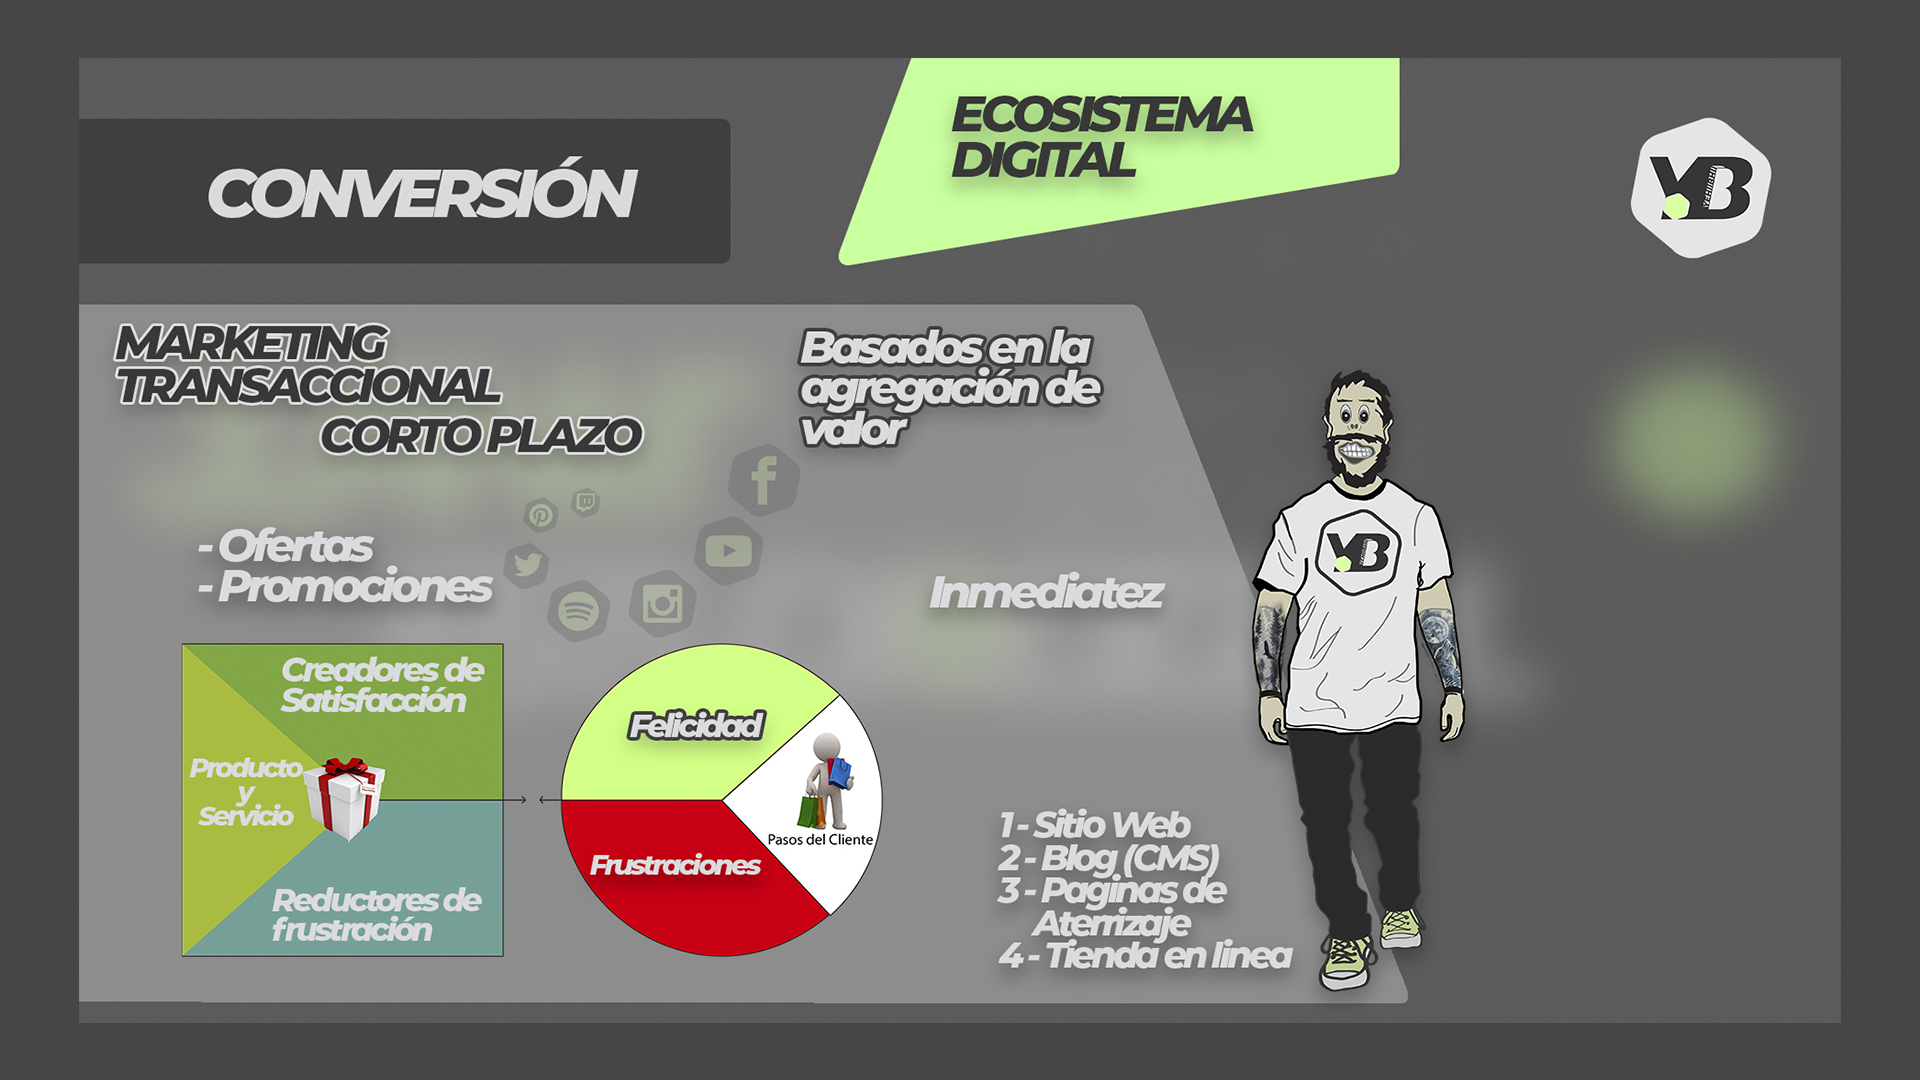 CONVERSIÓN
ECOSISTEMA
DIGITAL
YB
MARKETING
TRANSACCIONAL
CORTO PLAZO
Basados en la
agregación de
valor
- Ofertas
- Promociones
Inmediatez
YB
Creadores de
Satisfacción
Producto
y
Servicio
Reductores de
frustración
Felicidad
Frustraciones
Pasos del Cliente
1 - Sitio Web
2 - Blog (CMS)
3 - Paginas de
Aterrizaje
4 - Tienda en linea